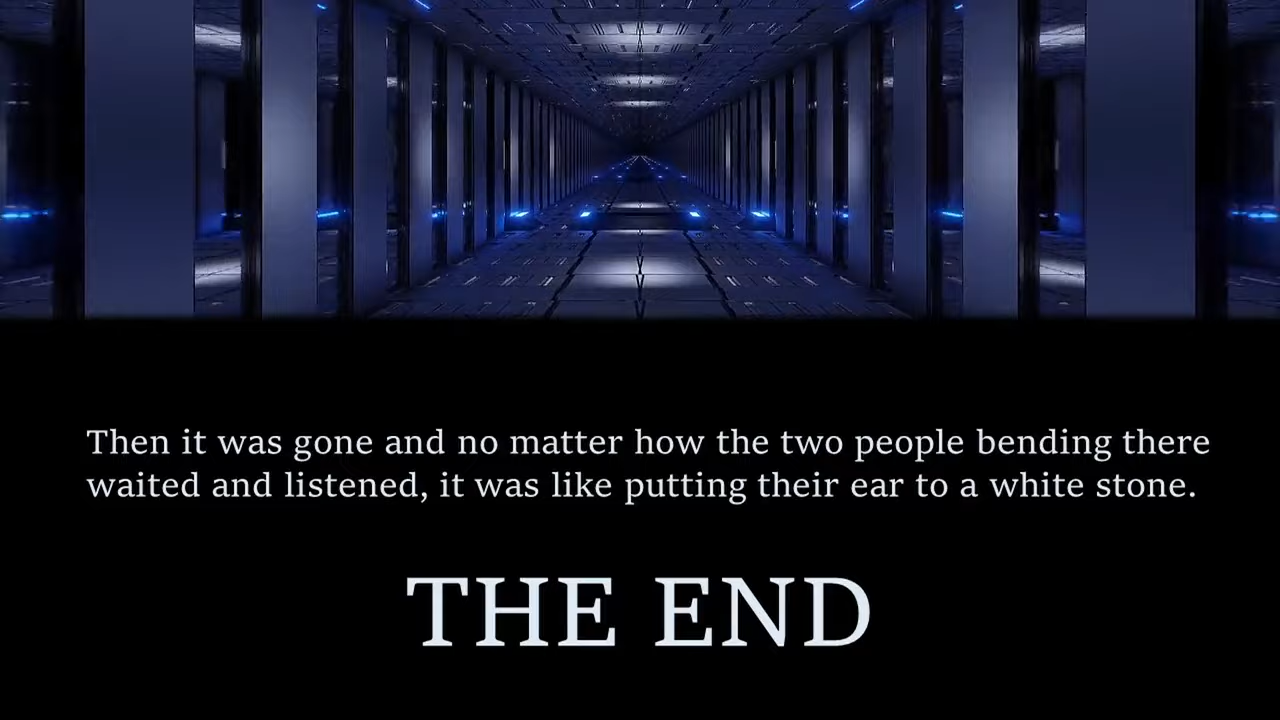 Then it was gone and no matter how the two people bending there
waited and listened, it was like putting their ear to a white stone.
THE END